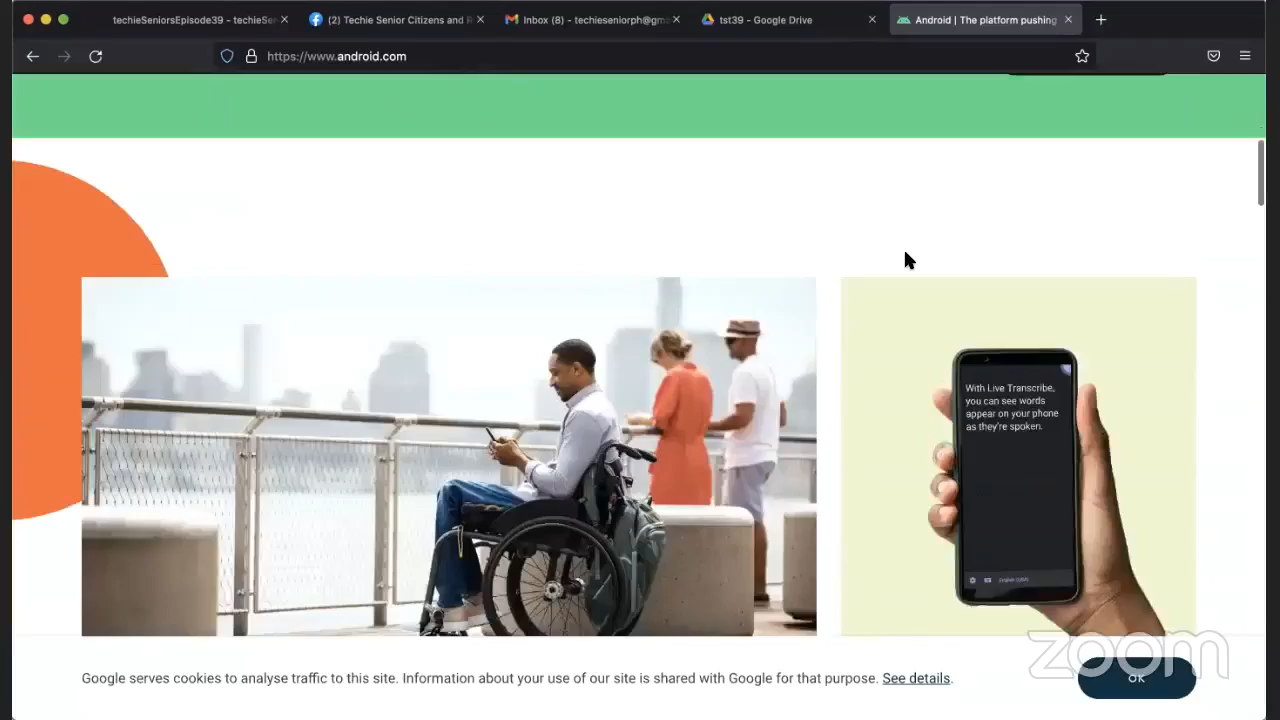 techieSeniorsEpisode39 - techieSe
(2) Techie Senior Citizens and R
Inbox (8) - techieseniorph@gm
tst39 - Google Drive
Android | The platform pushing
https://www.android.com
With Live Transcribe,
you can see words
appear on your phone
as they're spoken.
Google serves cookies to analyse traffic to this site. Information about your use of our site is shared with Google for that purpose. See details.
OK
zoom